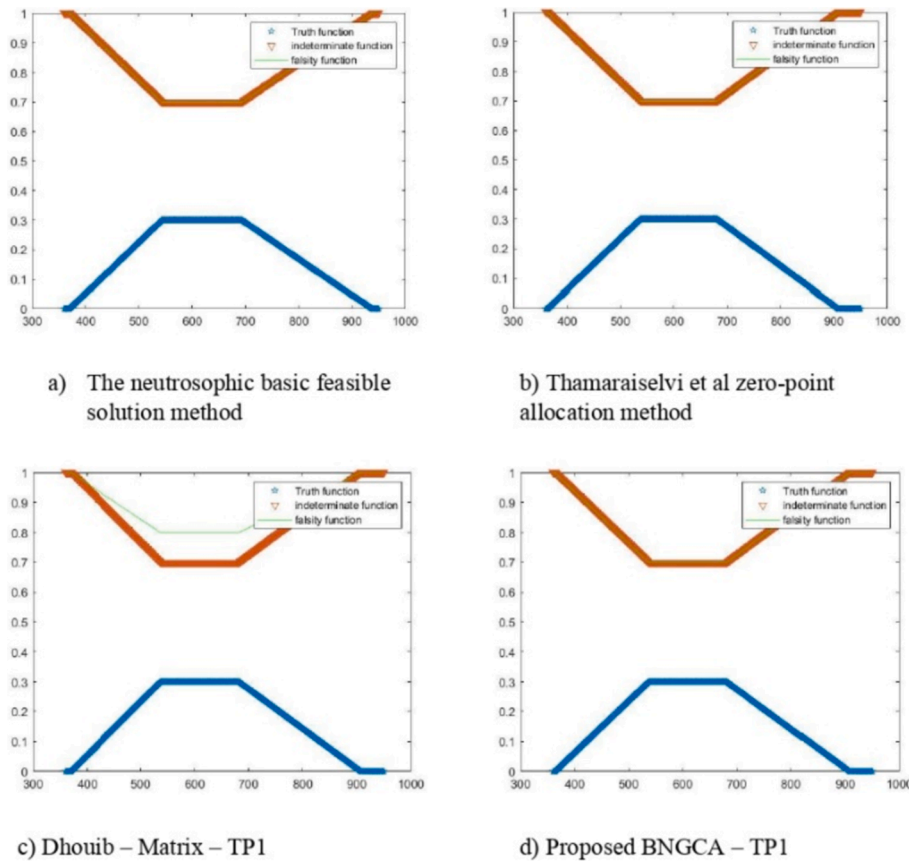 1
0.9
0.8
0.7
0.6
0.5
0.4
0.3
0.2
0.1
0
300 400 500 600 700 800 900 1000
Truth function
indeterminate function
falsity function
a) The neutrosophic basic feasible
solution method
1
0.9
0.8
0.7
0.6
0.5
0.4
0.3
0.2
0.1
0
300 400 500 600 700 800 900 1000
Truth function
indeterminate function
falsity function
b) Thamaraiselvi et al zero-point
allocation method
1
0.9
0.8
0.7
0.6
0.5
0.4
0.3
0.2
0.1
0
300 400 500 600 700 800 900 1000
Truth function
indeterminate function
falsity function
c) Dhouib – Matrix – TP1
1
0.9
0.8
0.7
0.6
0.5
0.4
0.3
0.2
0.1
0
300 400 500 600 700 800 900 1000
Truth function
indeterminate function
falsity function
d) Proposed BNGCA – TP1